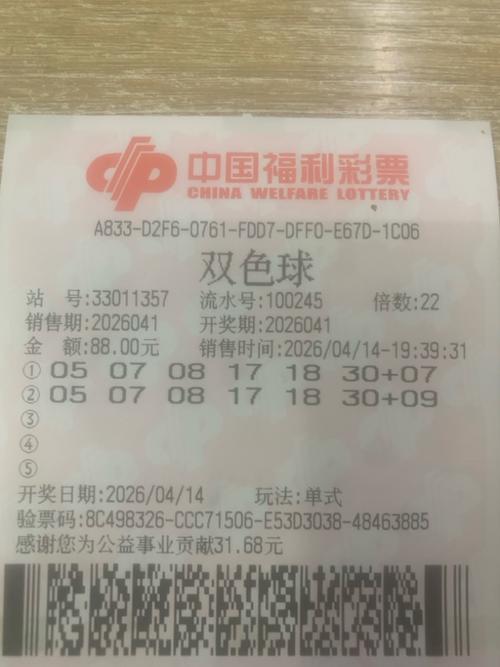 中国福利彩票
CHINA WELFARE LOTTERY
A833-D2F6-0761-FDD7-DFF0-E67D-1C06
双色球
站 号:33011357 流水号:100245 倍数:22
销售期:2026041 开奖期:2026041
金 额:88.00元 销售时间:2026/04/14-19:39:31
① 05 07 08 17 18 30+07
② 05 07 08 17 18 30+09
③
④
⑤
开奖日期:2026/04/14 玩法:单式
验票码:8C498326-CCC71506-E53D3038-48463885
感谢您为公益事业贡献31.68元